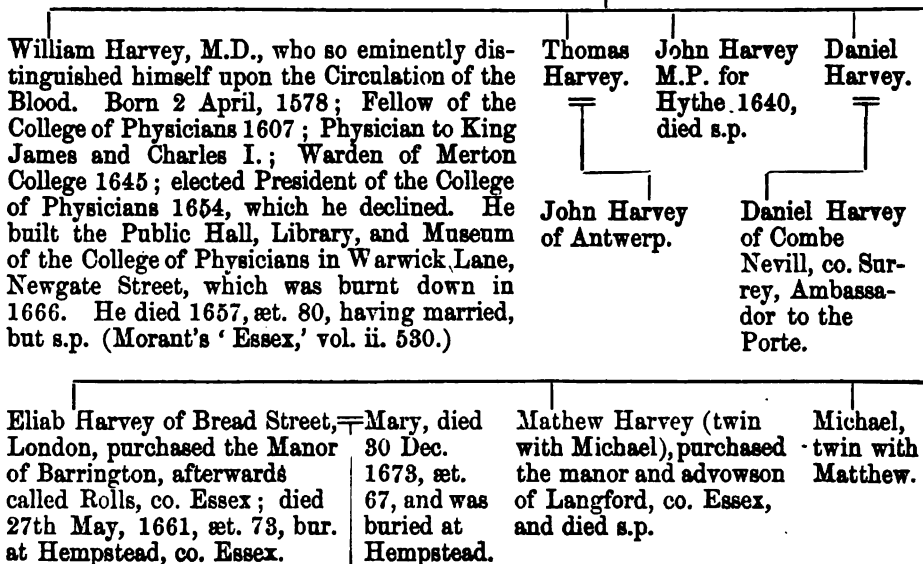 William Harvey, M.D., who so eminently dis-
tinguished himself upon the Circulation of the
Blood. Born 2 April, 1578; Fellow of the
College of Physicians 1607; Physician to King
James and Charles I.; Warden of Merton
College 1645; elected President of the College
of Physicians 1654, which he declined. He
built the Public Hall, Library, and Museum
of the College of Physicians in Warwick Lane,
Newgate Street, which was burnt down in
1666. He died 1657, æt. 80, having married,
but s.p. (Morant's ‘Essex,’ vol. ii. 530.)
Thomas
Harvey.
John Harvey
of Antwerp.
John Harvey
M.P. for
Hythe 1640,
died s.p.
Daniel
Harvey.
Daniel Harvey
of Combe
Nevill, co. Sur-
rey, Ambassa-
dor to the
Porte.
Eliab Harvey of Bread Street,
London, purchased the Manor
of Barrington, afterwards
called Rolls, co. Essex; died
27th May, 1661, æt. 73, bur.
at Hempstead, co. Essex.
Mary, died
30 Dec.
1673, æt.
67, and was
buried at
Hempstead.
Mathew Harvey (twin
with Michael), purchased
the manor and advowson
of Langford, co. Essex,
and died s.p.
Michael,
twin with
Matthew.